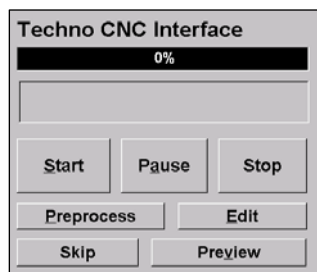 Techno CNC Interface
0%
Start Pause Stop
Preprocess Edit
Skip Preview